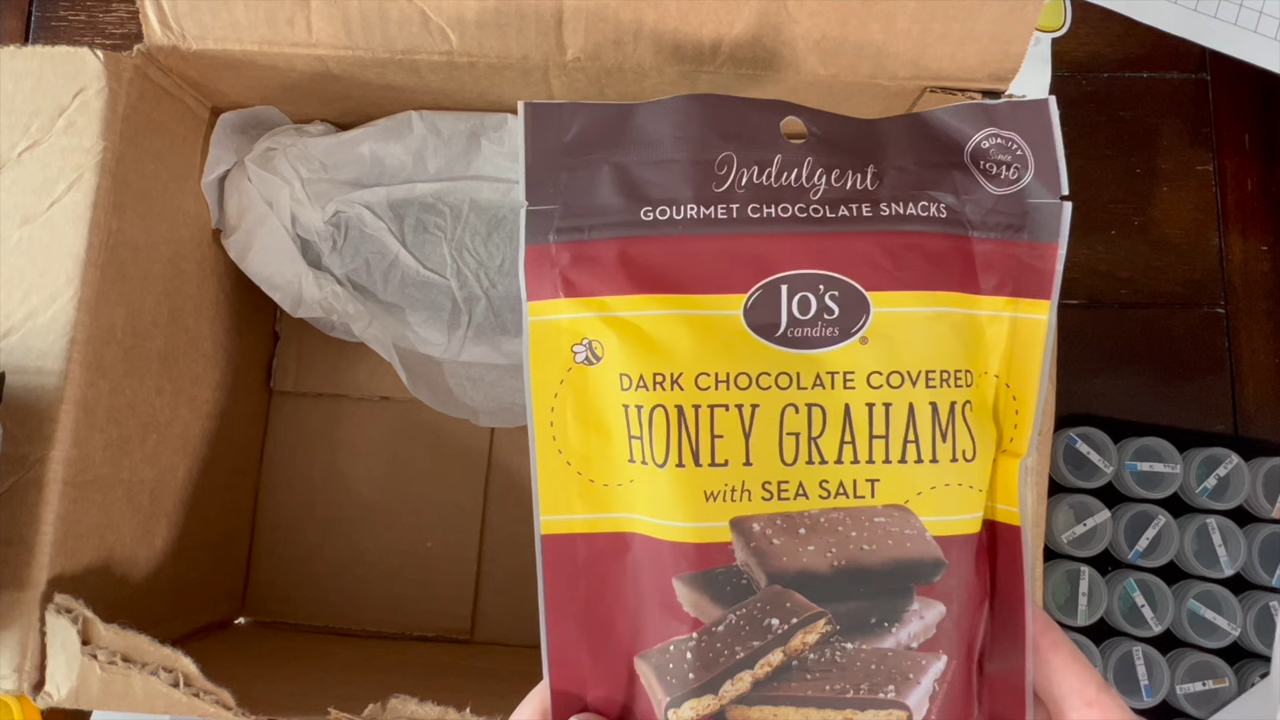 Indulgent
GOURMET CHOCOLATE SNACKS
QUALITY
Since
1946
Jo's
candies
®
DARK CHOCOLATE COVERED
HONEY GRAHAMS
with SEA SALT